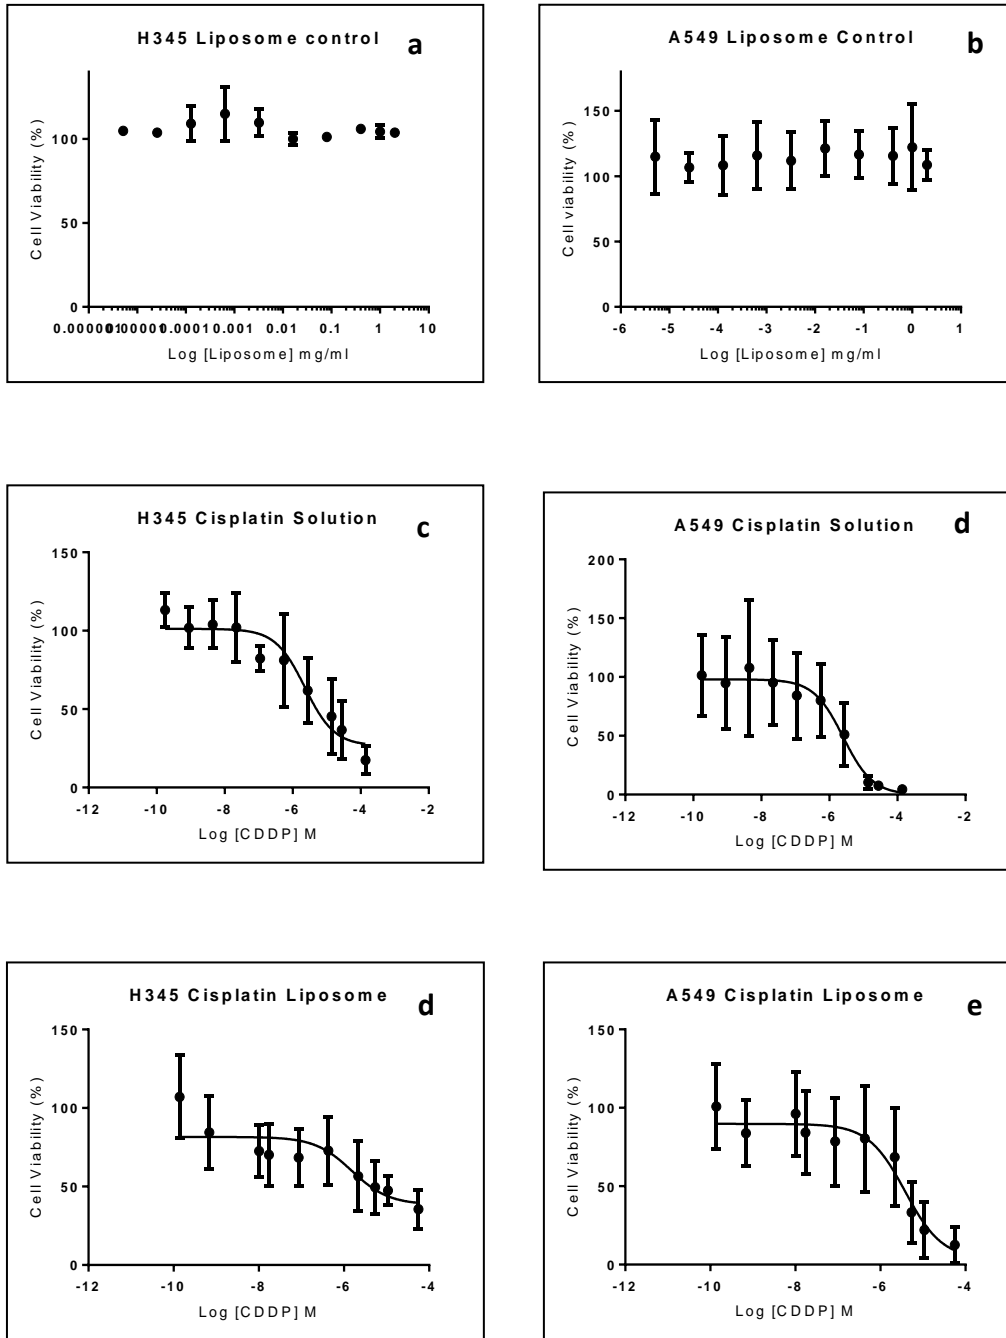 H345 Liposome control a
Cell Viability (%)
100
50
0
0.000001 0.00001 0.0001 0.001 0.01 0.1 1 10
Log [Liposome] mg/ml
A549 Liposome Control b
Cell viability (%)
150
100
50
0
-6 -5 -4 -3 -2 -1 0 1
Log [Liposome] mg/ml
H345 Cisplatin Solution c
Cell Viability (%)
150
100
50
0
-12 -10 -8 -6 -4 -2
Log [CDDP] M
A549 Cisplatin Solution d
Cell Viability (%)
200
150
100
50
0
-12 -10 -8 -6 -4 -2
Log [CDDP] M
H345 Cisplatin Liposome d
Cell Viability (%)
150
100
50
0
-12 -10 -8 -6 -4
Log [CDDP] M
A549 Cisplatin Liposome e
Cell Viability (%)
150
100
50
0
-12 -10 -8 -6 -4
Log [CDDP] M